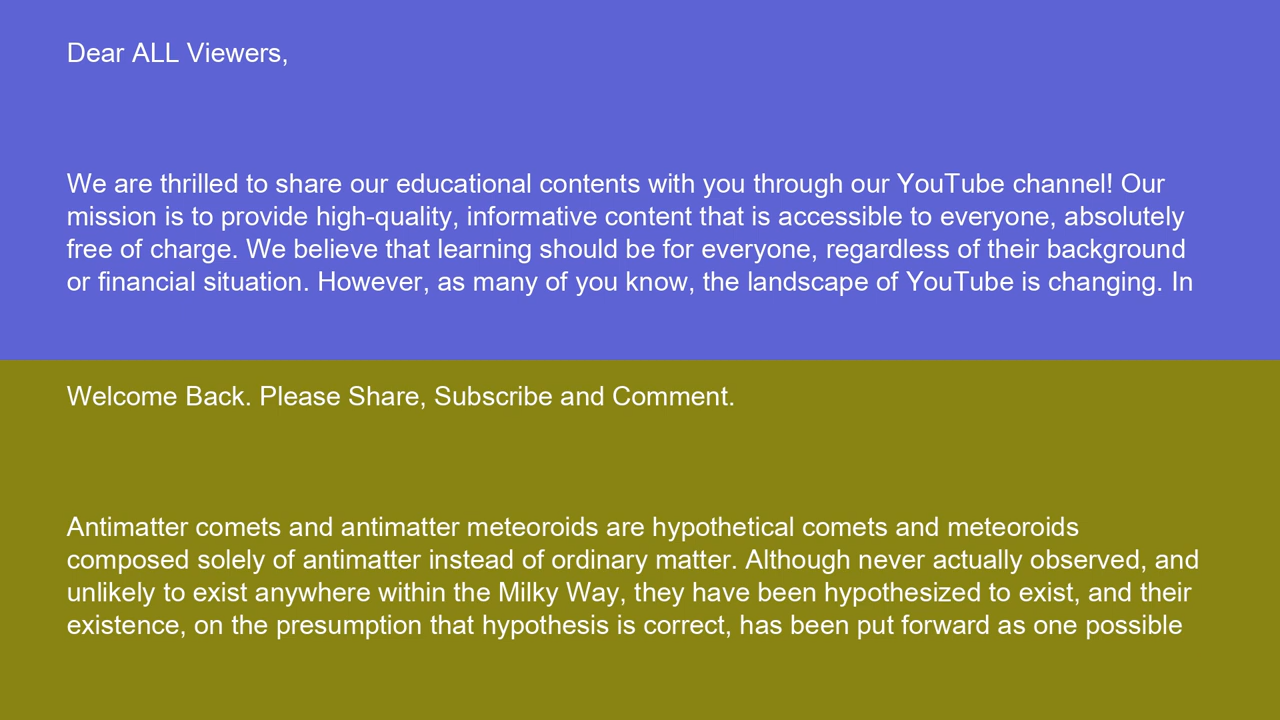 Dear ALL Viewers,
We are thrilled to share our educational contents with you through our YouTube channel! Our
mission is to provide high-quality, informative content that is accessible to everyone, absolutely
free of charge. We believe that learning should be for everyone, regardless of their background
or financial situation. However, as many of you know, the landscape of YouTube is changing. In
Welcome Back. Please Share, Subscribe and Comment.
Antimatter comets and antimatter meteoroids are hypothetical comets and meteoroids
composed solely of antimatter instead of ordinary matter. Although never actually observed, and
unlikely to exist anywhere within the Milky Way, they have been hypothesized to exist, and their
existence, on the presumption that hypothesis is correct, has been put forward as one possible